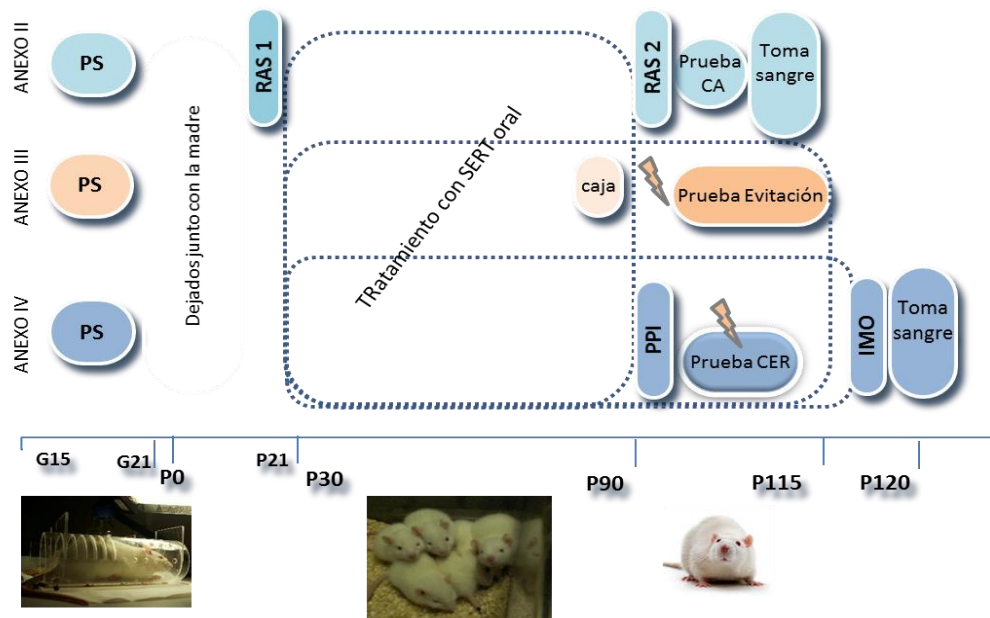 ANEXO II
PS
RAS 1
RAS 2
Prueba
CA
Toma
sangre
Dejados junto con la madre
TRatamiento con SERT oral
ANEXO III
PS
caja
Prueba Evitación
ANEXO IV
PS
PPI
Prueba CER
IMO
Toma
sangre
G15
G21
P0
P21
P30
P90
P115
P120